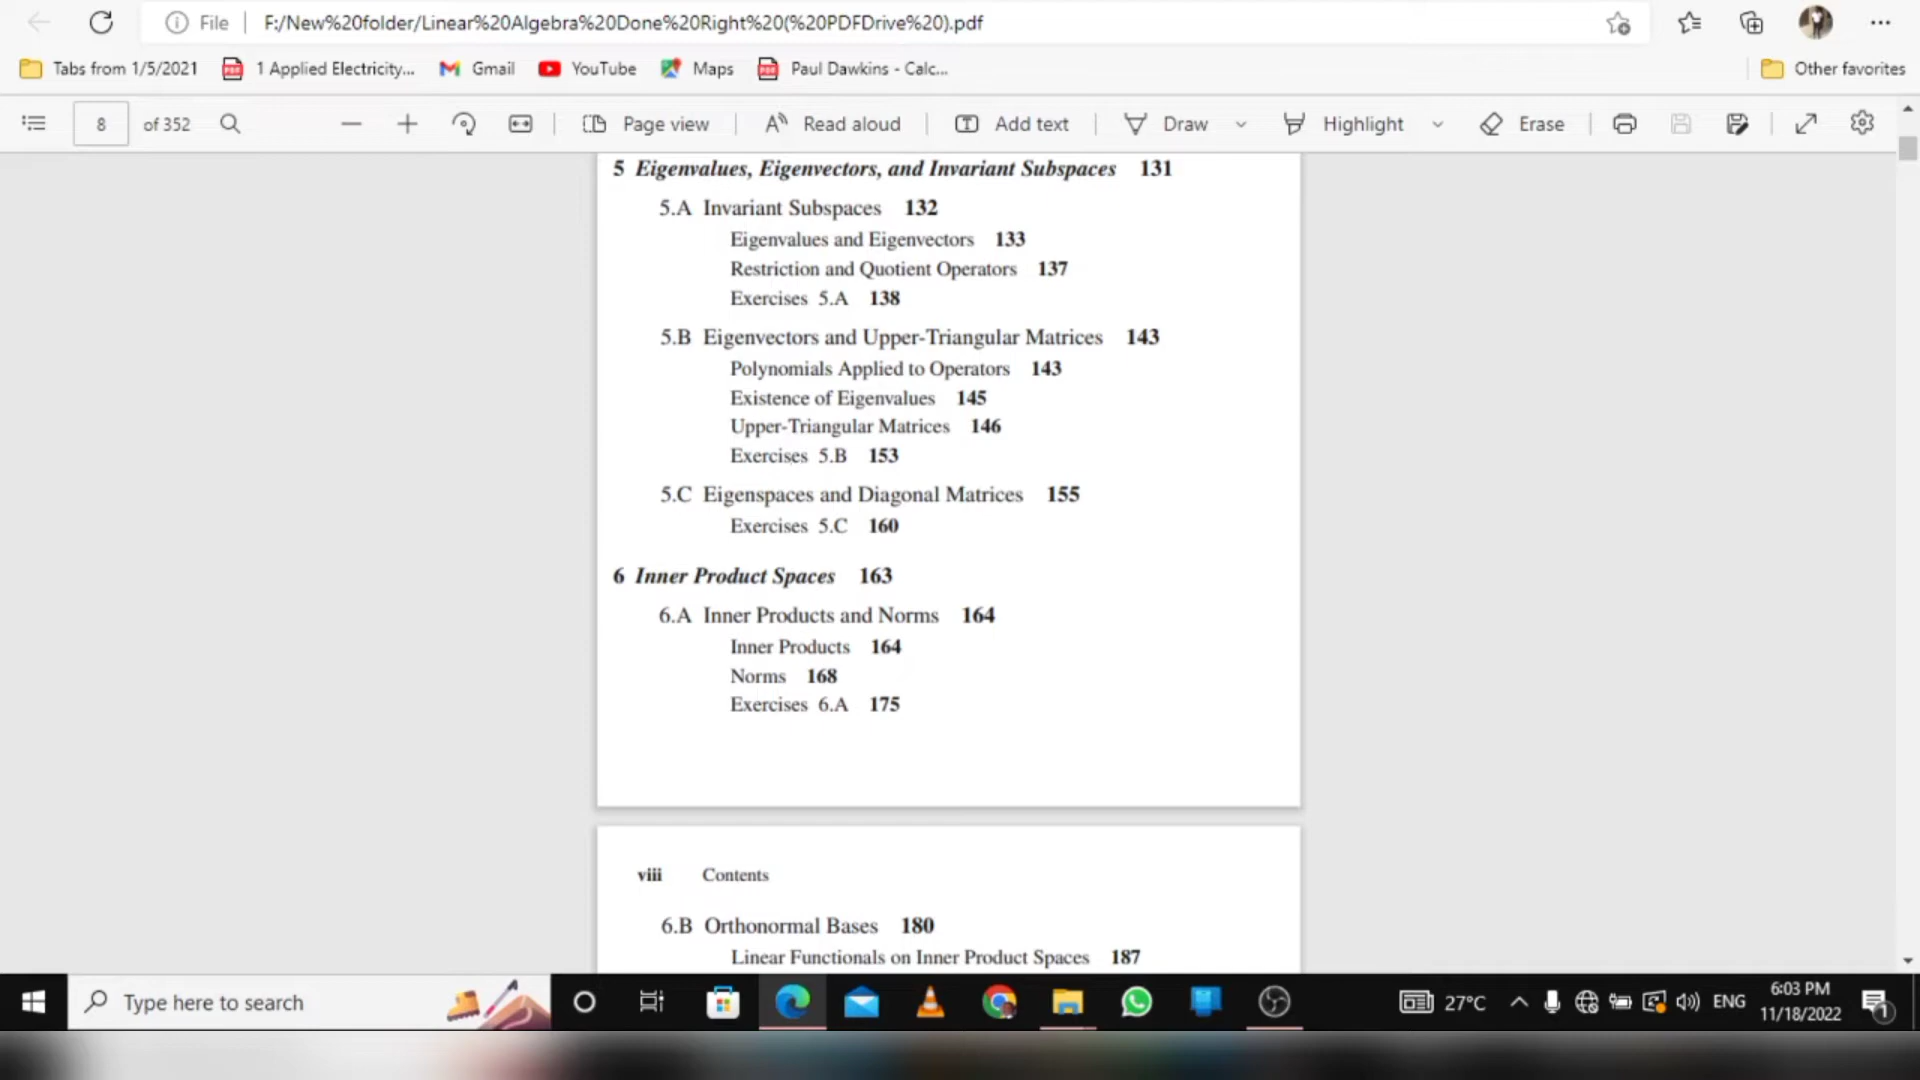 File F:/New%20folder/Linear%20Algebra%20Done%20Right%20(%20PDFDrive%20).pdf
Tabs from 1/5/2021 1 Applied Electricity... Gmail YouTube Maps Paul Dawkins - Calc... Other favorites
8 of 352 Page view Read aloud Add text Draw Highlight Erase
5 Eigenvalues, Eigenvectors, and Invariant Subspaces 131
5.A Invariant Subspaces 132
Eigenvalues and Eigenvectors 133
Restriction and Quotient Operators 137
Exercises 5.A 138
5.B Eigenvectors and Upper-Triangular Matrices 143
Polynomials Applied to Operators 143
Existence of Eigenvalues 145
Upper-Triangular Matrices 146
Exercises 5.B 153
5.C Eigenspaces and Diagonal Matrices 155
Exercises 5.C 160
6 Inner Product Spaces 163
6.A Inner Products and Norms 164
Inner Products 164
Norms 168
Exercises 6.A 175
viii Contents
6.B Orthonormal Bases 180
Linear Functionals on Inner Product Spaces 187
Type here to search 27°C ENG 6:03 PM
11/18/2022 1